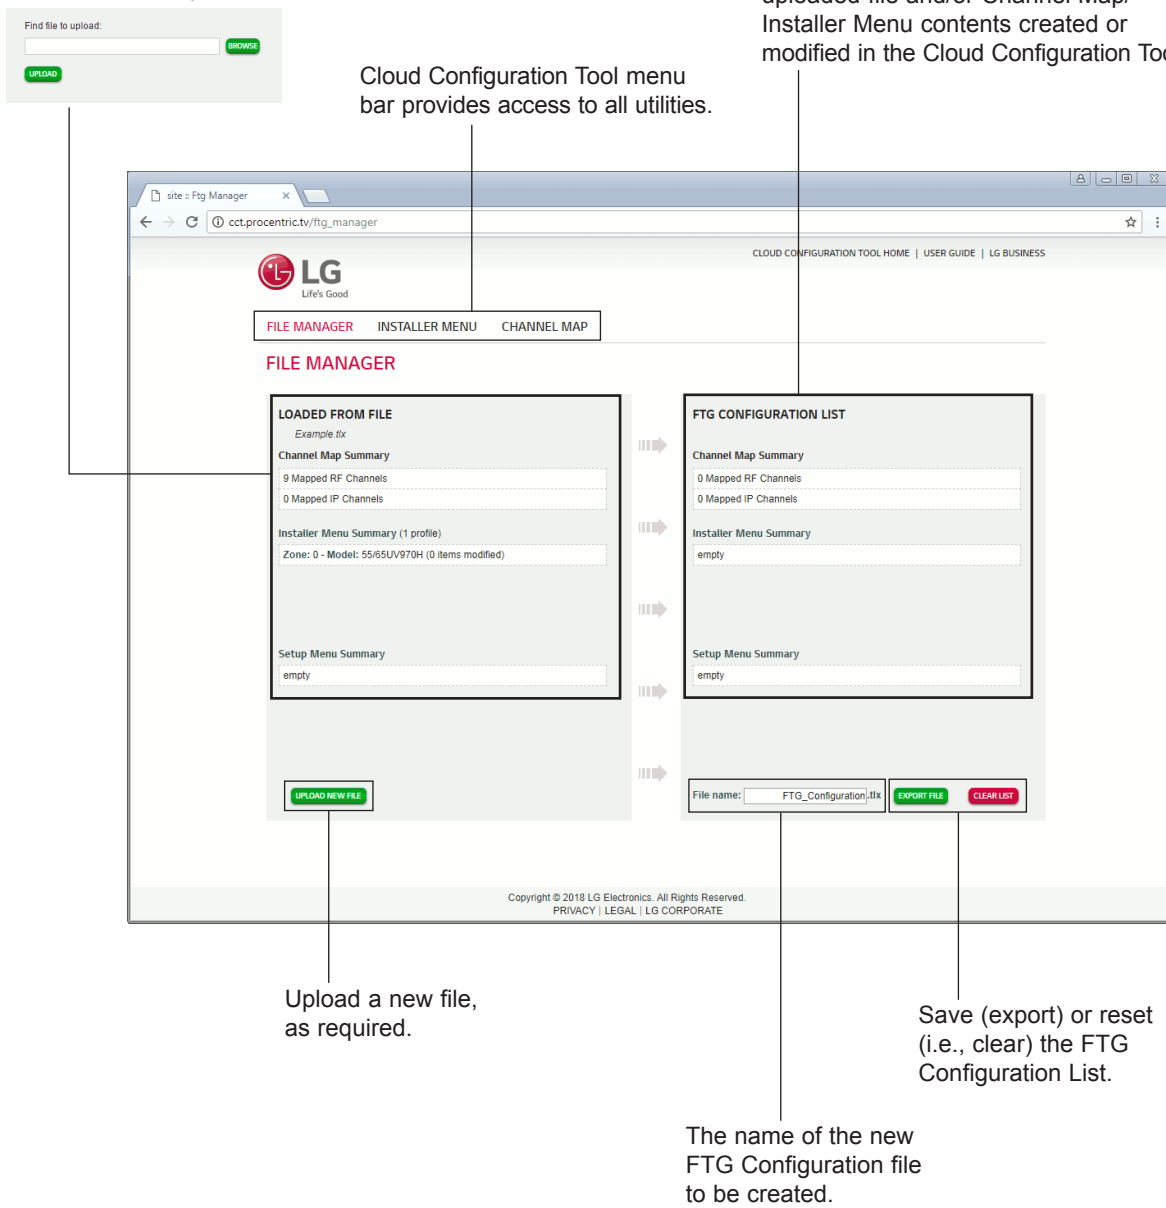 uploaded file and/or Channel Map/
Installer Menu contents created or
modified in the Cloud Configuration
Find file to upload:
BROWSE
UPLOAD
Cloud Configuration Tool menu
bar provides access to all utilities.
site :: Ftg Manager
cct.procentric.tv/ftg_manager
CLOUD CONFIGURATION TOOL HOME | USER GUIDE | LG BUSINESS
LG
Life's Good
FILE MANAGER INSTALLER MENU CHANNEL MAP
FILE MANAGER
LOADED FROM FILE
Example.tlx
Channel Map Summary
9 Mapped RF Channels
0 Mapped IP Channels
Installer Menu Summary (1 profile)
Zone: 0 - Model: 55/65UV970H (0 items modified)
Setup Menu Summary
empty
UPLOAD NEW FILE
FTG CONFIGURATION LIST
Channel Map Summary
0 Mapped RF Channels
0 Mapped IP Channels
Installer Menu Summary
empty
Setup Menu Summary
empty
File name: FTG_Configuration .tlx EXPORT FILE CLEAR LIST
Copyright © 2018 LG Electronics. All Rights Reserved.
PRIVACY | LEGAL | LG CORPORATE
Upload a new file,
as required.
Save (export) or reset
(i.e., clear) the FTG
Configuration List.
The name of the new
FTG Configuration file
to be created.